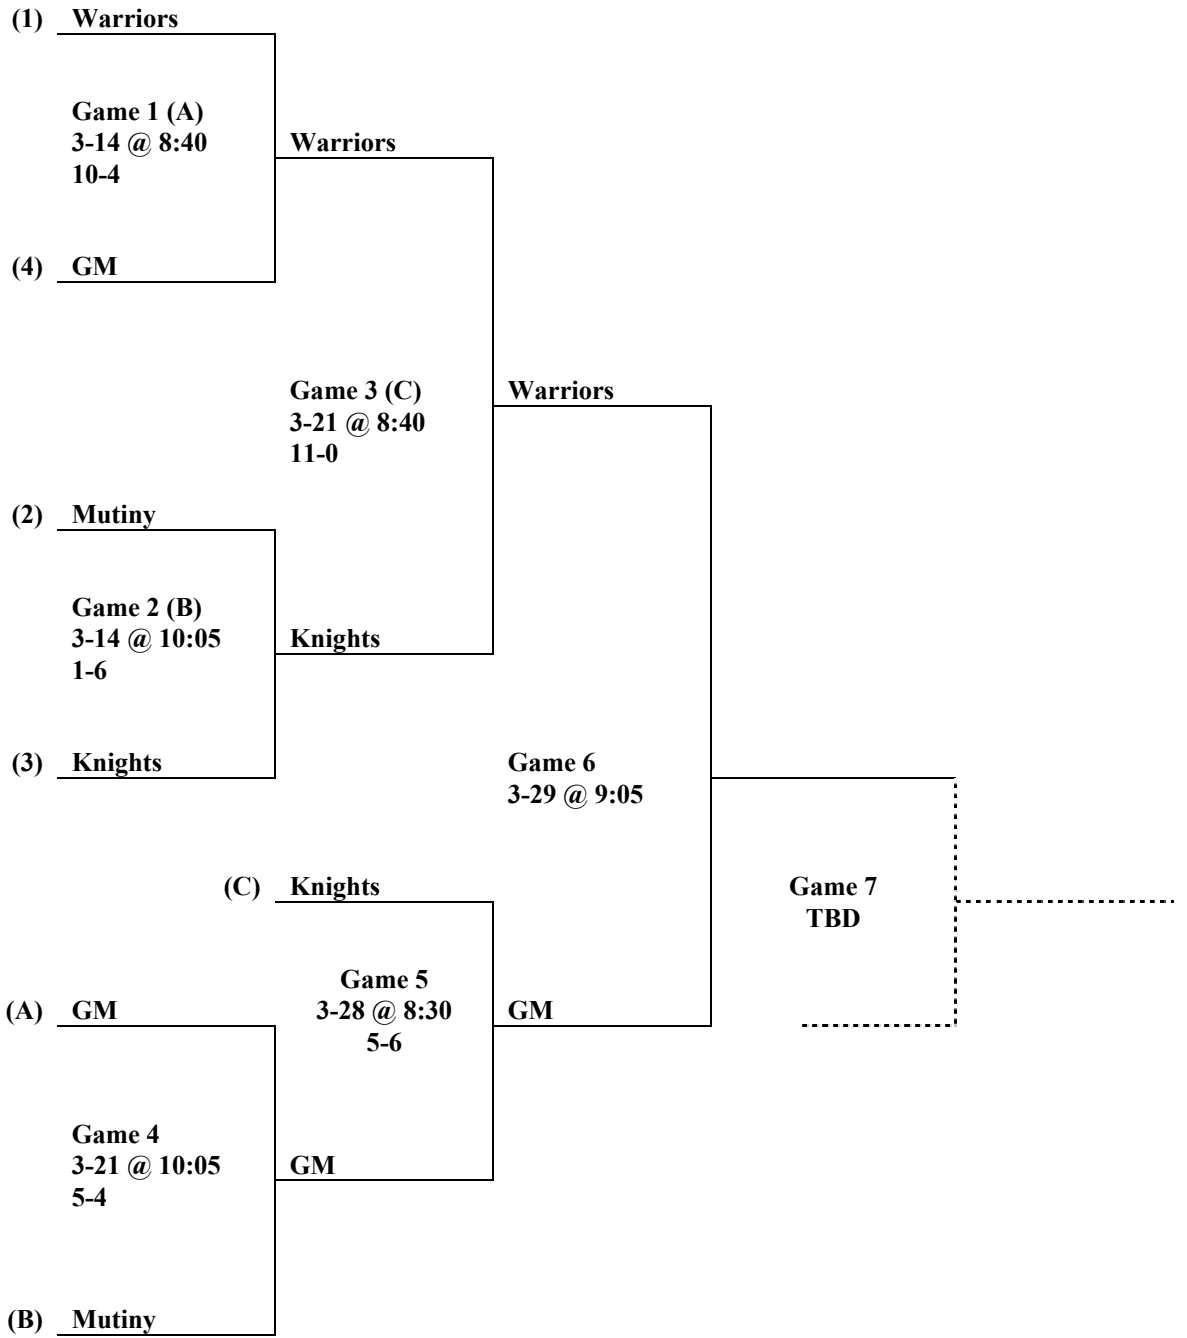 (1) Warriors
Game 1 (A)
3-14 @ 8:40
10-4
Warriors
(4) GM
Game 3 (C)
3-21 @ 8:40
11-0
Warriors
(2) Mutiny
Game 2 (B)
3-14 @ 10:05
1-6
Knights
(3) Knights
Game 6
3-29 @ 9:05
(C) Knights
Game 7
TBD
Game 5
3-28 @ 8:30
5-6
(A) GM
GM
Game 4
3-21 @ 10:05
5-4
GM
(B) Mutiny